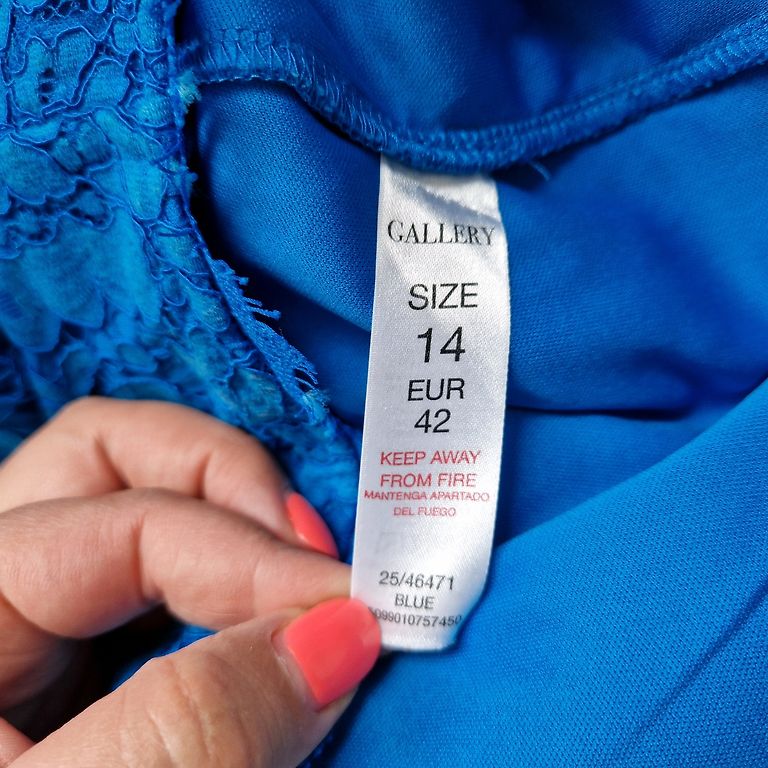 GALLERY
SIZE
14
EUR
42
KEEP AWAY
FROM FIRE
MANTENGA APARTADO
DEL FUEGO
25/46471
BLUE